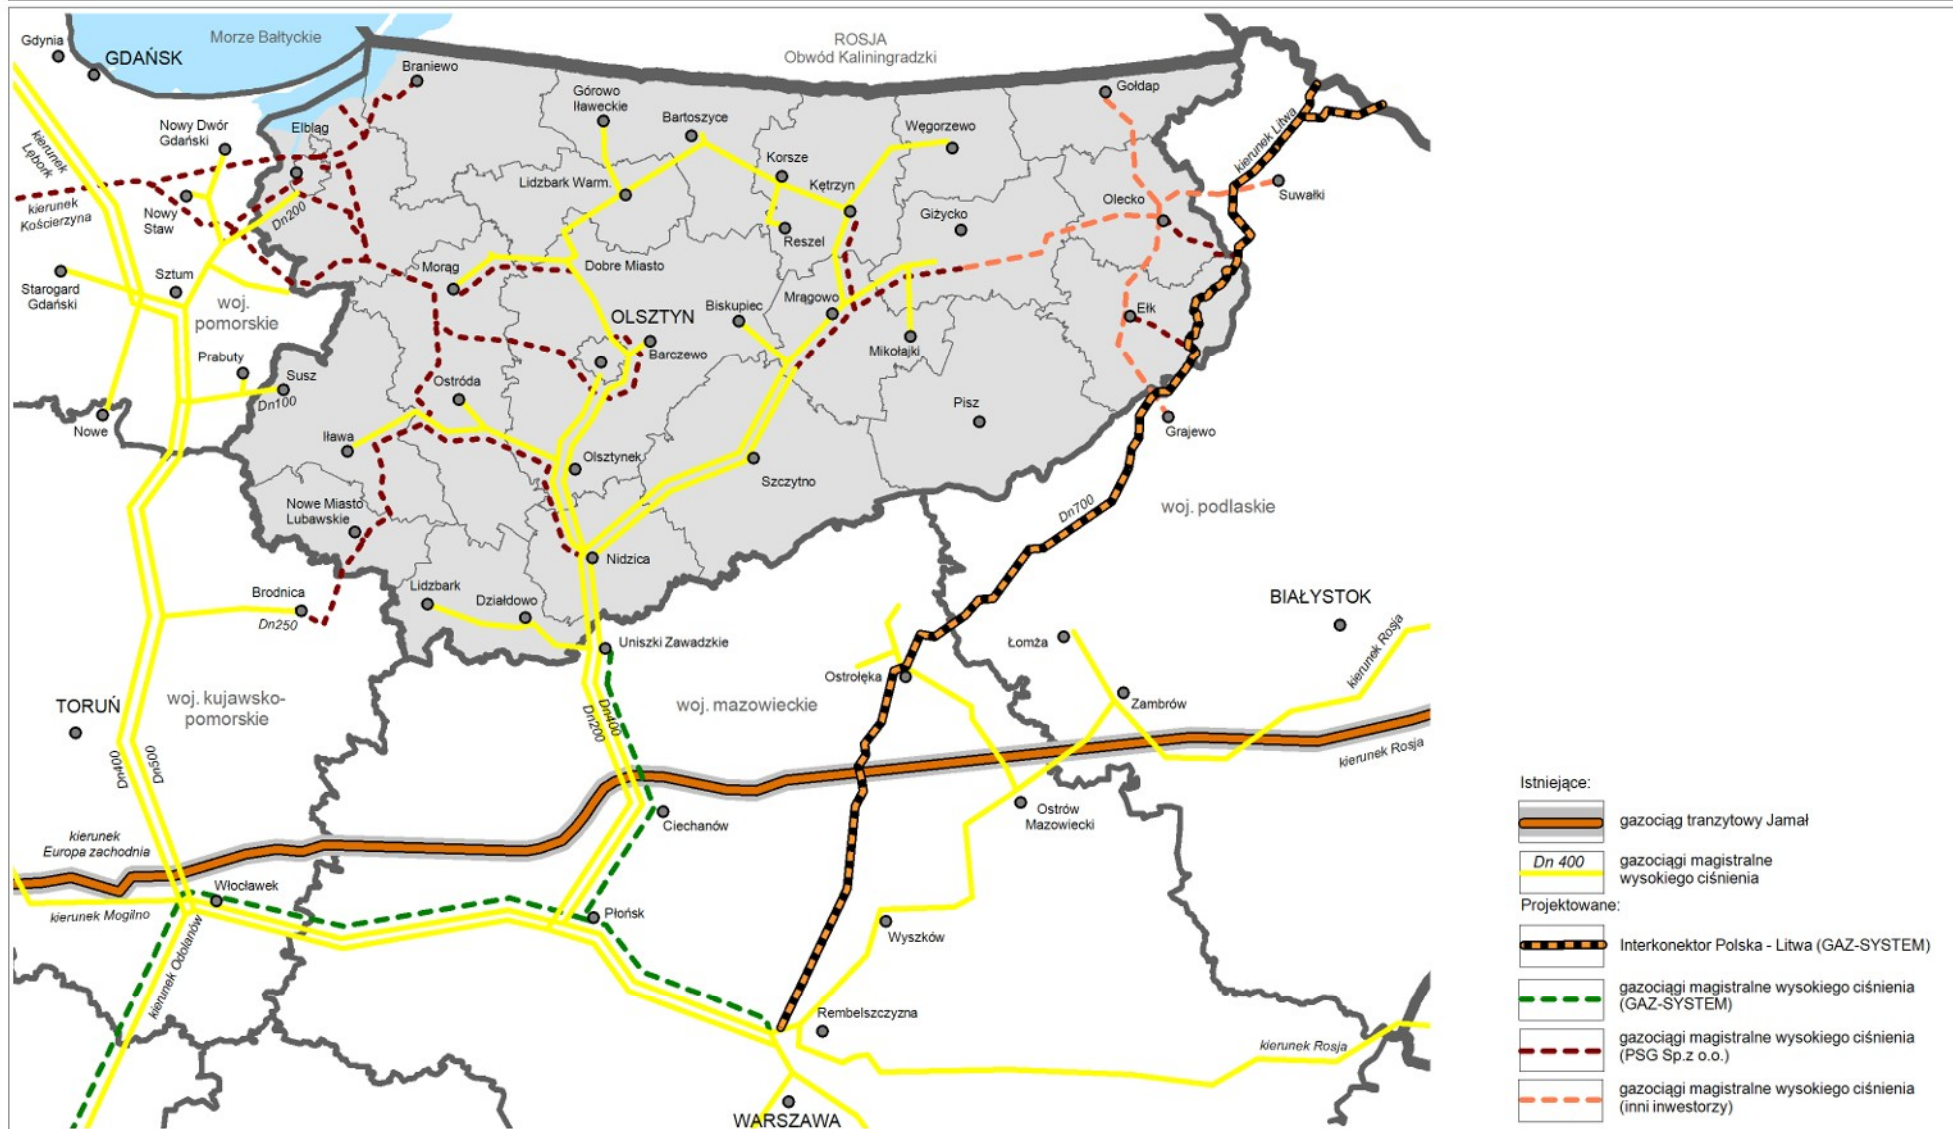 Gdynia
GDAŃSK
Morze Bałtyckie
ROSJA
Obwód Kaliningradzki
Braniewo
Gołdap
Górowo
Iławeckie
Bartoszyce
Węgorzewo
kierunek
Lębork
Nowy Dwór
Gdański
Elbląg
kierunek Litwa
Korsze
Lidzbark Warm.
Kętrzyn
Suwałki
kierunek
Kościerzyna
Nowy
Staw
Dn200
Giżycko
Olecko
Reszel
Sztum
Morąg
Dobre Miasto
Starogard
Gdański
woj.
pomorskie
Biskupiec
Mrągowo
OLSZTYN
Ełk
Prabuty
Barczewo
Mikołajki
Susz
Dn100
Ostróda
Pisz
Nowe
Iława
Grajewo
Olsztynek
Szczytno
Nowe Miasto
Lubawskie
Dn700
woj. podlaskie
Nidzica
Brodnica
Dn250
Lidzbark
Działdowo
BIAŁYSTOK
Uniszki Zawadzkie
Łomża
kierunek Rosja
Ostrołęka
TORUŃ
woj. kujawsko-
pomorskie
woj. mazowieckie
Zambrów
Dn400
Dn200
Dn400
Dn500
kierunek Rosja
Ciechanów
Ostrów
Mazowiecki
kierunek
Europa zachodnia
Włocławek
kierunek Mogilno
Płońsk
Wyszków
kierunek Odolanów
Rembelszczyzna
kierunek Rosja
WARSZAWA
Istniejące:
gazociąg tranzytowy Jamał
Dn 400
gazociągi magistralne
wysokiego ciśnienia
Projektowane:
Interkonektor Polska - Litwa (GAZ-SYSTEM)
gazociągi magistralne wysokiego ciśnienia
(GAZ-SYSTEM)
gazociągi magistralne wysokiego ciśnienia
(PSG Sp.z o.o.)
gazociągi magistralne wysokiego ciśnienia
(inni inwestorzy)